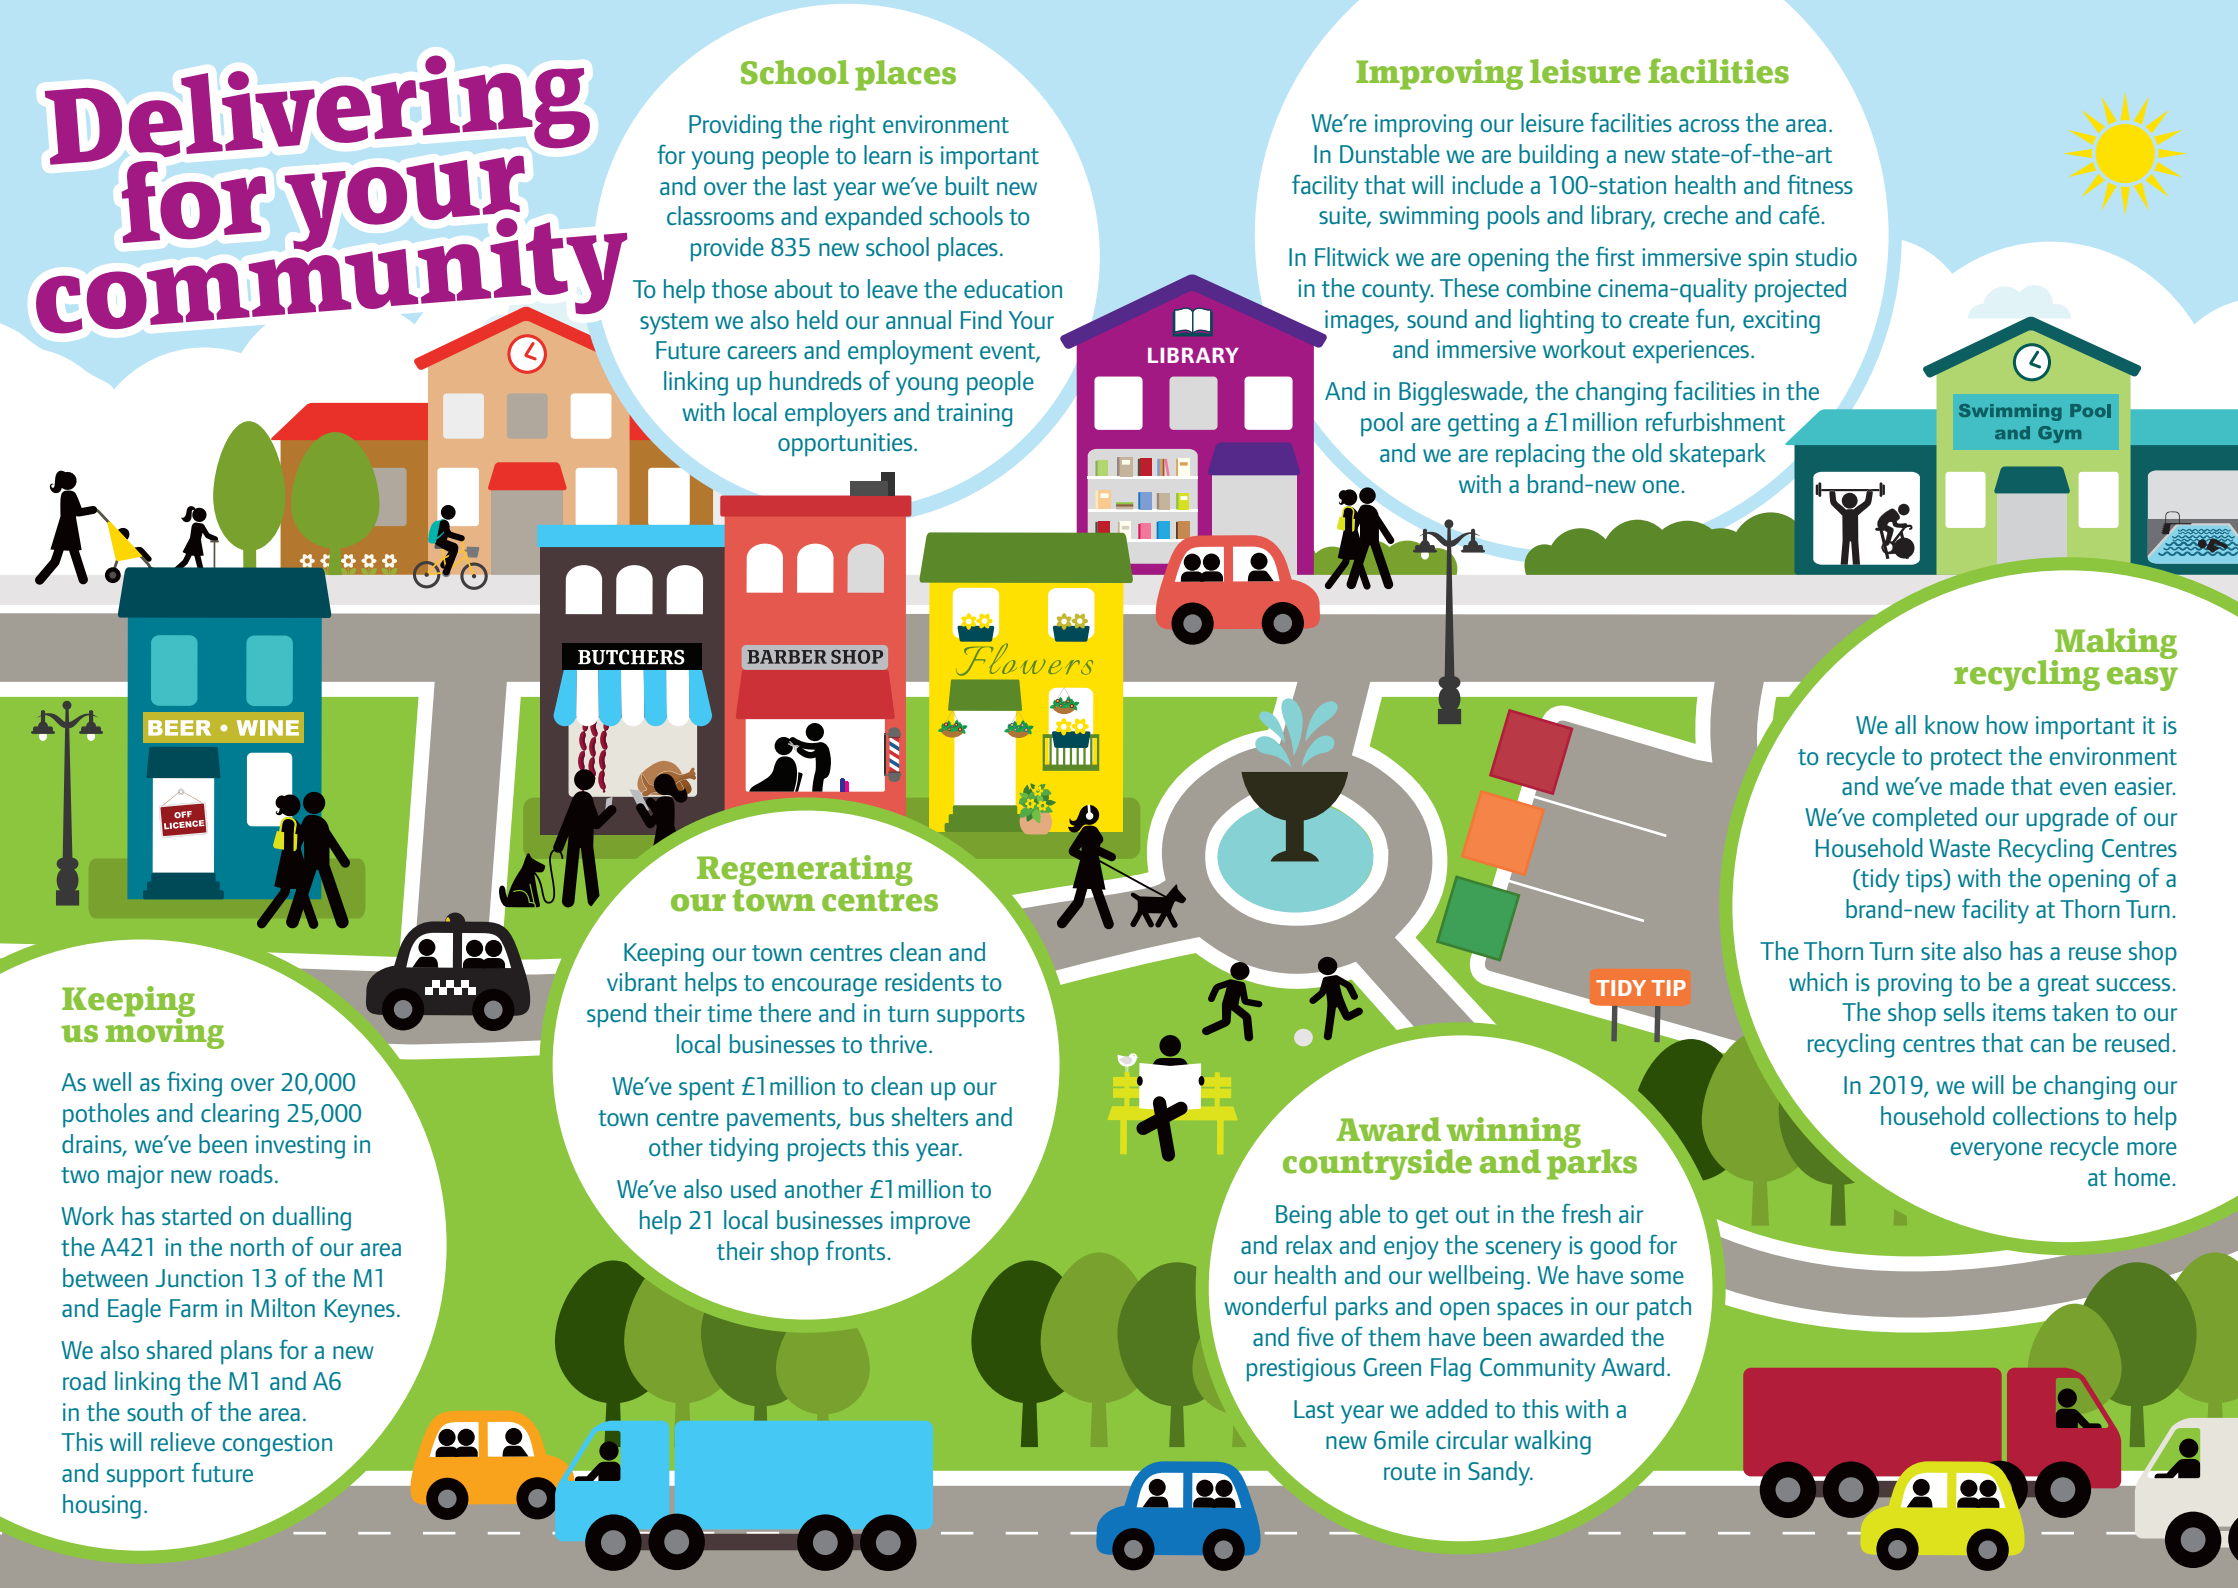 Delivering
for your
community
School places
Providing the right environment
for young people to learn is important
and over the last year we've built new
classrooms and expanded schools to
provide 835 new school places.
To help those about to leave the education
system we also held our annual Find Your
Future careers and employment event,
linking up hundreds of young people
with local employers and training
opportunities.
Improving leisure facilities
We're improving our leisure facilities across the area.
In Dunstable we are building a new state-of-the-art
facility that will include a 100-station health and fitness
suite, swimming pools and library, creche and café.
In Flitwick we are opening the first immersive spin studio
in the county. These combine cinema-quality projected
images, sound and lighting to create fun, exciting
and immersive workout experiences.
And in Biggleswade, the changing facilities in the
pool are getting a £1million refurbishment
and we are replacing the old skatepark
with a brand-new one.
LIBRARY
Swimming Pool
and Gym
BUTCHERS
BARBER SHOP
Flowers
BEER • WINE
OFF
LICENCE
Making
recycling easy
We all know how important it is
to recycle to protect the environment
and we've made that even easier.
We've completed our upgrade of our
Household Waste Recycling Centres
(tidy tips) with the opening of a
brand-new facility at Thorn Turn.
The Thorn Turn site also has a reuse shop
which is proving to be a great success.
The shop sells items taken to our
recycling centres that can be reused.
In 2019, we will be changing our
household collections to help
everyone recycle more
at home.
TIDY TIP
Regenerating
our town centres
Keeping our town centres clean and
vibrant helps to encourage residents to
spend their time there and in turn supports
local businesses to thrive.
We've spent £1million to clean up our
town centre pavements, bus shelters and
other tidying projects this year.
We've also used another £1million to
help 21 local businesses improve
their shop fronts.
Keeping
us moving
As well as fixing over 20,000
potholes and clearing 25,000
drains, we've been investing in
two major new roads.
Work has started on dualling
the A421 in the north of our area
between Junction 13 of the M1
and Eagle Farm in Milton Keynes.
We also shared plans for a new
road linking the M1 and A6
in the south of the area.
This will relieve congestion
and support future
housing.
Award winning
countryside and parks
Being able to get out in the fresh air
and relax and enjoy the scenery is good for
our health and our wellbeing. We have some
wonderful parks and open spaces in our patch
and five of them have been awarded the
prestigious Green Flag Community Award.
Last year we added to this with a
new 6mile circular walking
route in Sandy.